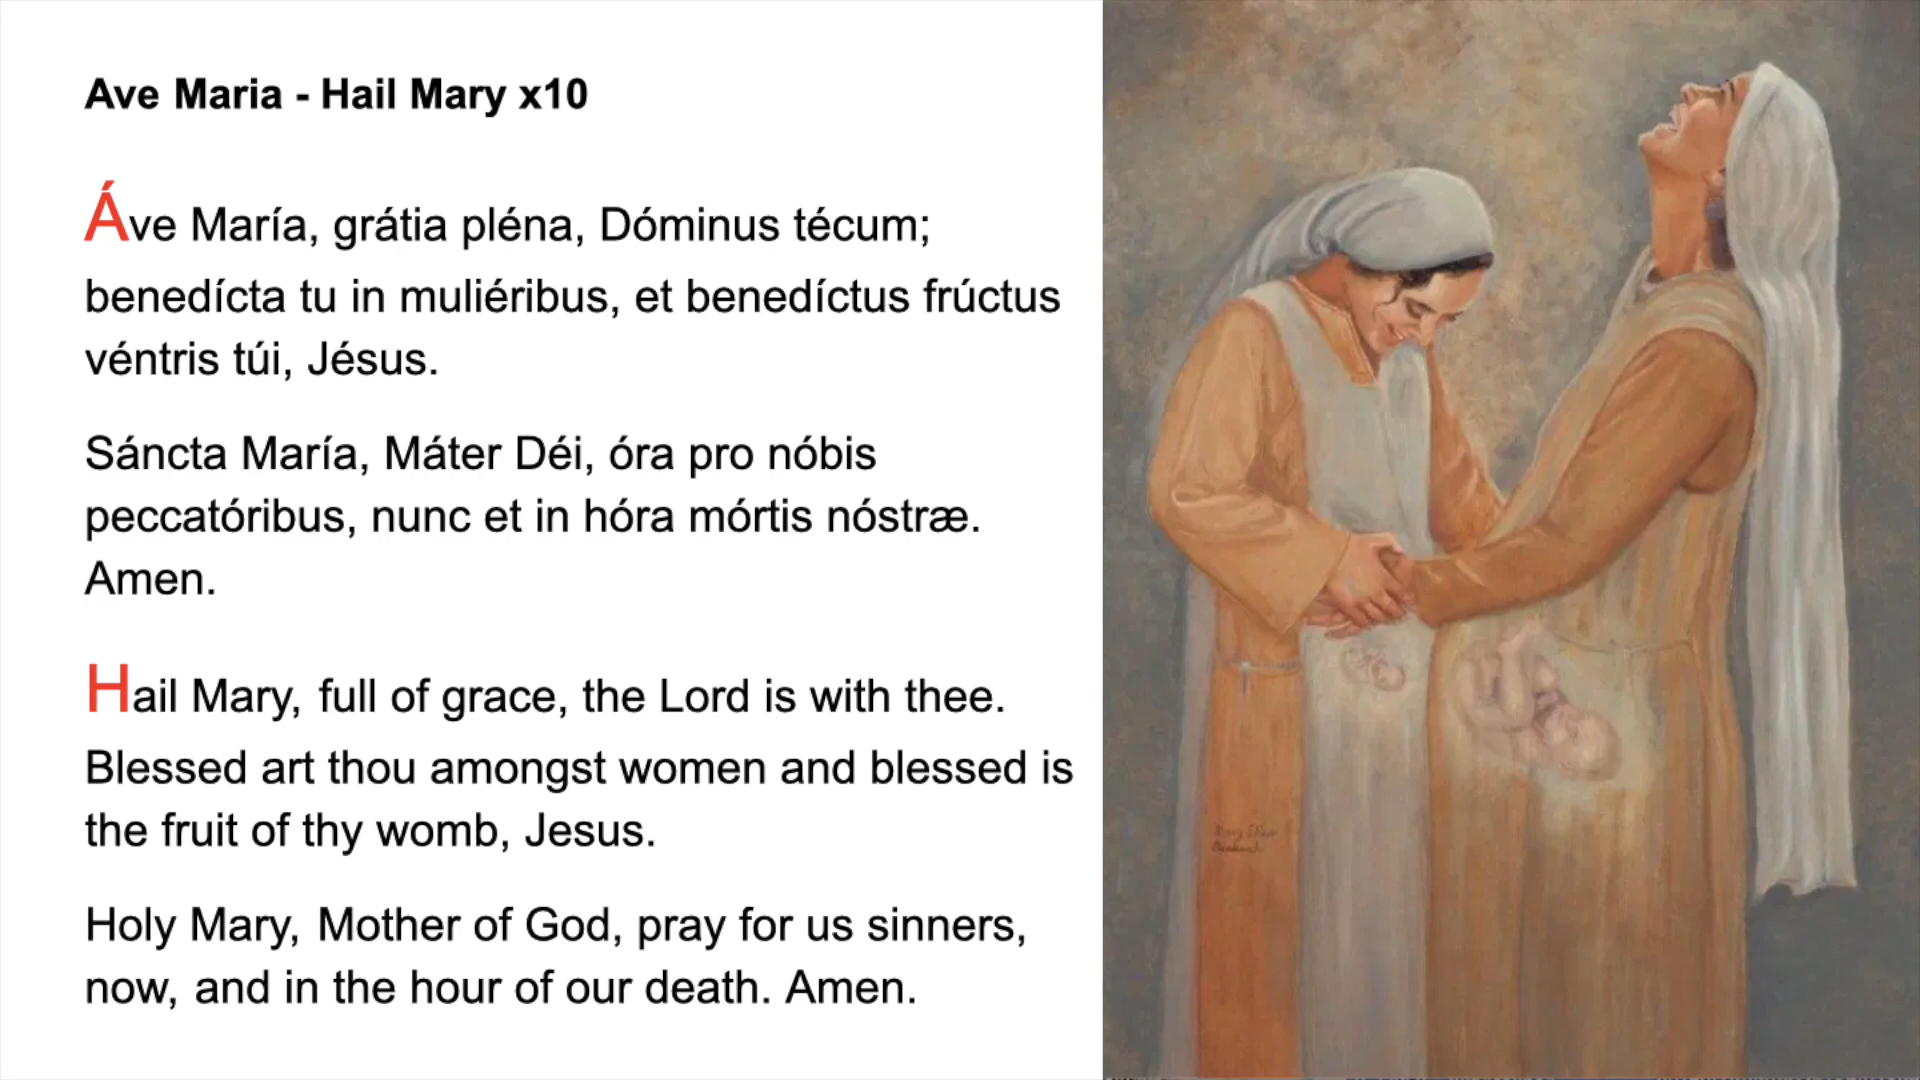 Ave Maria - Hail Mary x10
Áve María, grátia pléna, Dóminus técum;
benedícta tu in muliéribus, et benedíctus frúctus
véntris túi, Jésus.
Sáncta María, Máter Déi, óra pro nóbis
peccatóribus, nunc et in hóra mórtis nóstræ.
Amen.
Hail Mary, full of grace, the Lord is with thee.
Blessed art thou amongst women and blessed is
the fruit of thy womb, Jesus.
Holy Mary, Mother of God, pray for us sinners,
now, and in the hour of our death. Amen.